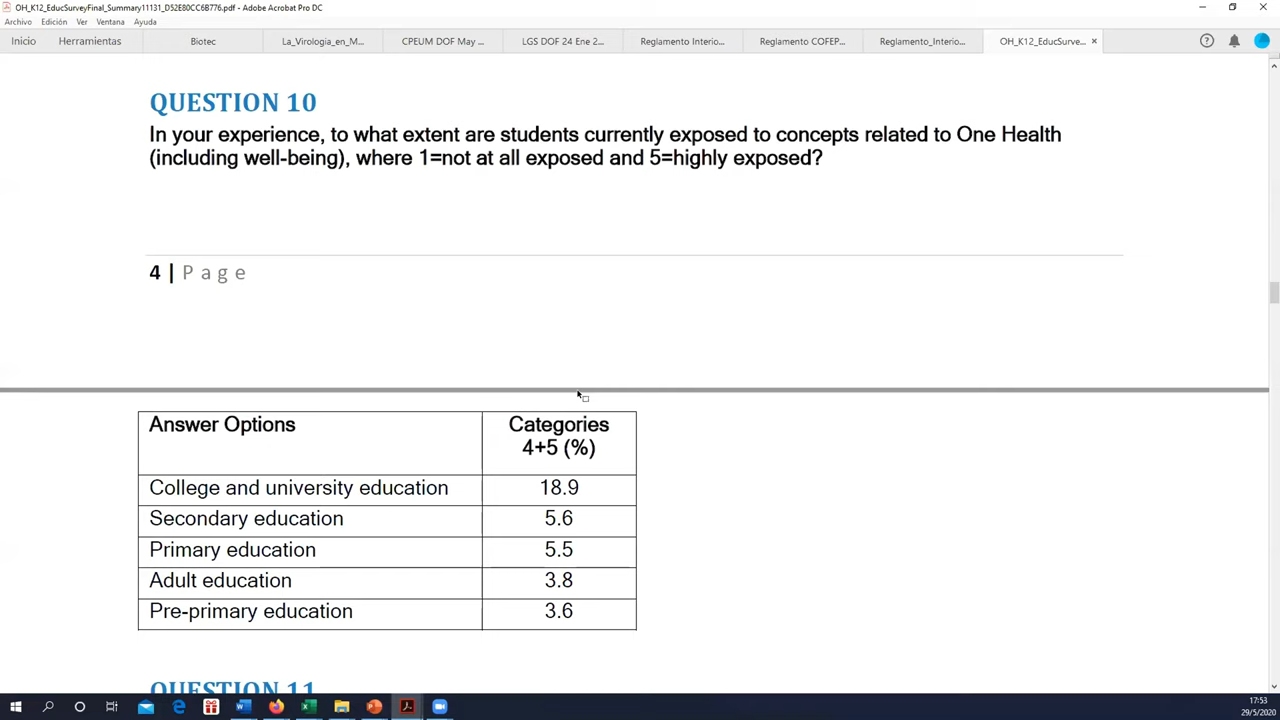 OH_K12_EducSurveyFinal_Summary11131_D52E80CC6B776.pdf - Adobe Acrobat Pro DC
Archivo Edición Ver Ventana Ayuda
Inicio Herramientas Biotec La_Virologia_en_M... CPEUM DOF May ... LGS DOF 24 Ene 2... Reglamento Interio... Reglamento COFEP... Reglamento_Interio... OH_K12_EducSurve... ×
QUESTION 10
In your experience, to what extent are students currently exposed to concepts related to One Health
(including well-being), where 1=not at all exposed and 5=highly exposed?
4 | P a g e
Answer Options Categories
4+5 (%)
College and university education 18.9
Secondary education 5.6
Primary education 5.5
Adult education 3.8
Pre-primary education 3.6
QUESTION 11
17:53
29/5/2020